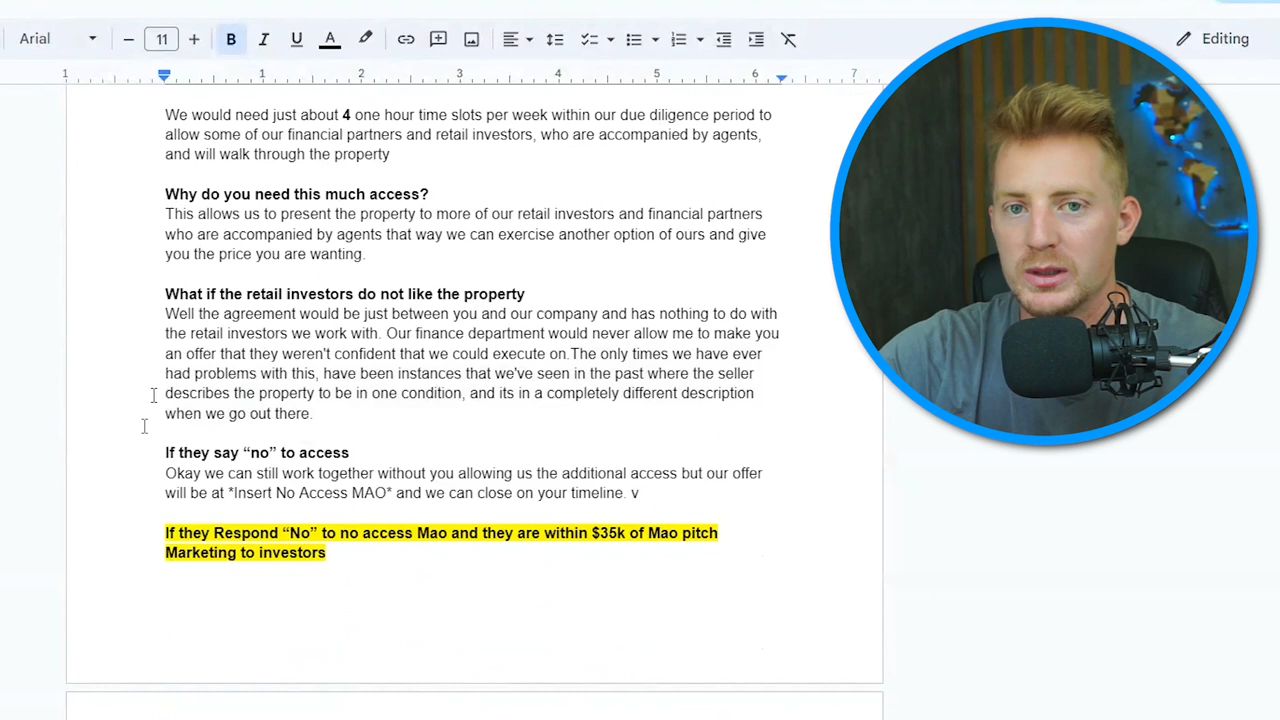 Arial
11
B
I
U
A
Editing
1
1
2
3
4
5
6
7
We would need just about 4 one hour time slots per week within our due diligence period to
allow some of our financial partners and retail investors, who are accompanied by agents,
and will walk through the property
Why do you need this much access?
This allows us to present the property to more of our retail investors and financial partners
who are accompanied by agents that way we can exercise another option of ours and give
you the price you are wanting.
What if the retail investors do not like the property
Well the agreement would be just between you and our company and has nothing to do with
the retail investors we work with. Our finance department would never allow me to make you
an offer that they weren't confident that we could execute on.The only times we have ever
had problems with this, have been instances that we've seen in the past where the seller
describes the property to be in one condition, and its in a completely different description
when we go out there.
If they say “no” to access
Okay we can still work together without you allowing us the additional access but our offer
will be at *Insert No Access MAO* and we can close on your timeline. v
If they Respond “No” to no access Mao and they are within $35k of Mao pitch
Marketing to investors